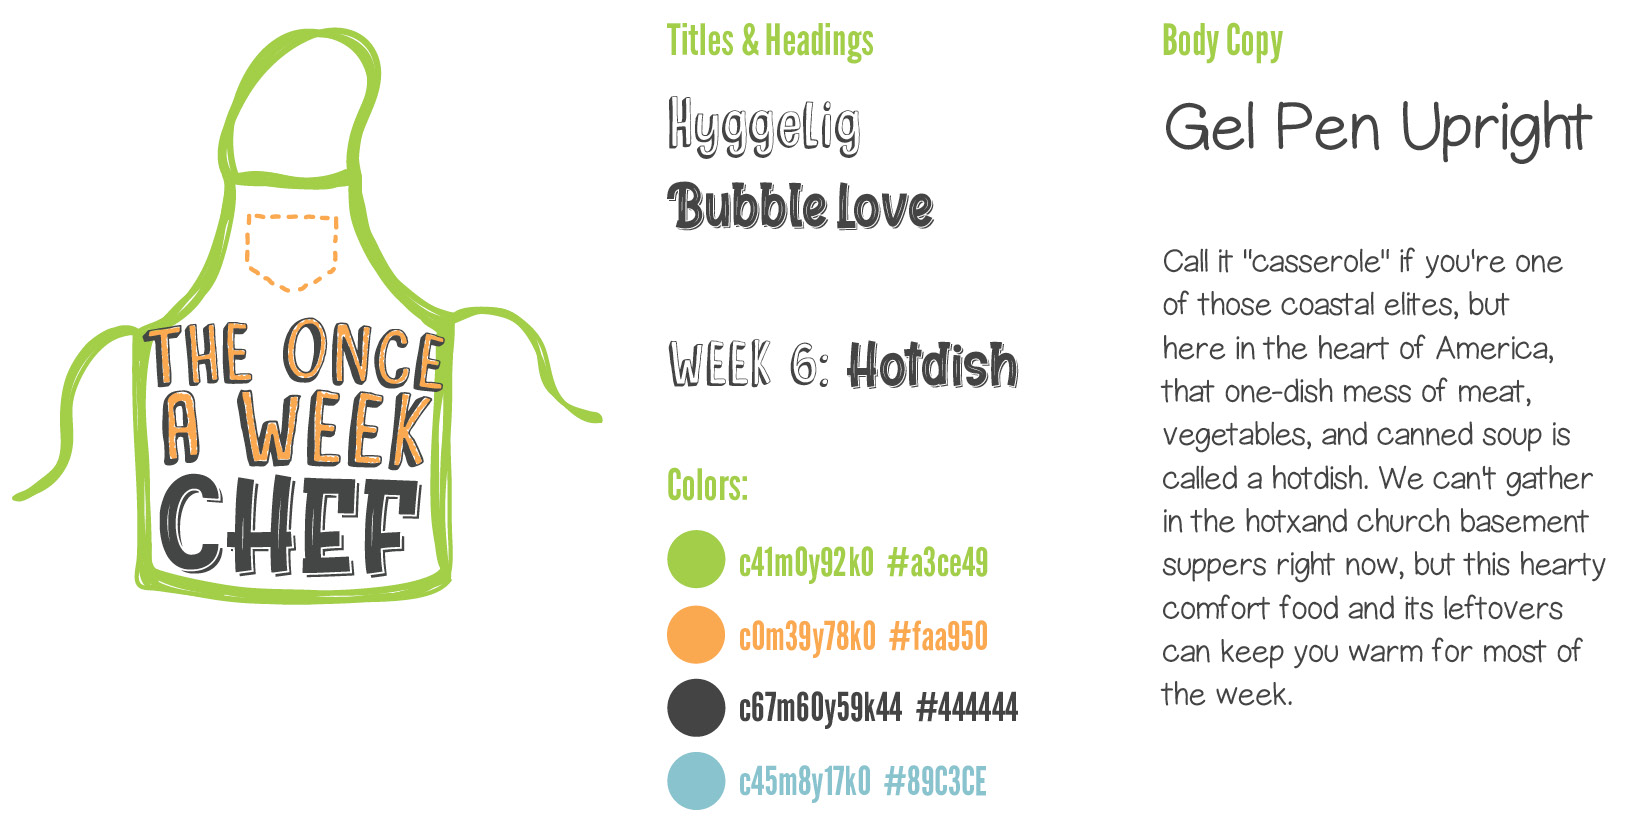 THE ONCE
A WEEK
CHEF
Titles & Headings
Hyggelig
Bubble Love
WEEK 6: Hotdish
Colors:
c41m0y92k0 #a3ce49
c0m39y78k0 #faa950
c67m60y59k44 #444444
c45m8y17k0 #89C3CE
Body Copy
Gel Pen Upright
Call it "casserole" if you're one
of those coastal elites, but
here in the heart of America,
that one-dish mess of meat,
vegetables, and canned soup is
called a hotdish. We can't gather
in the hotxand church basement
suppers right now, but this hearty
comfort food and its leftovers
can keep you warm for most of
the week.